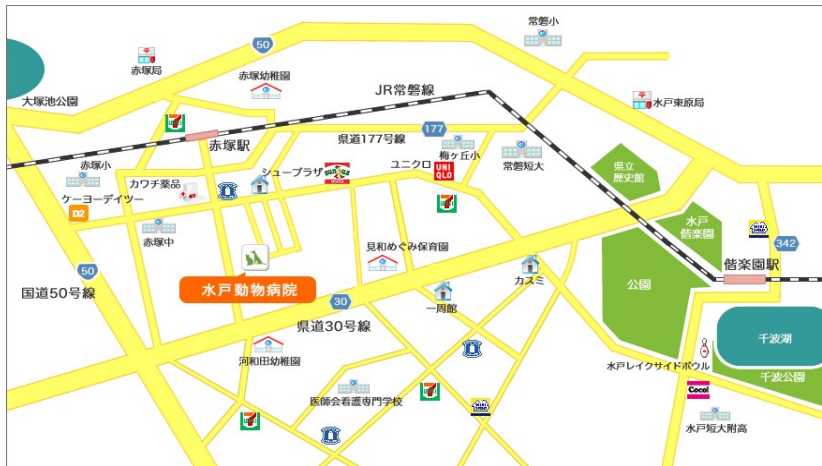 常磐小
50
赤塚局
赤塚幼稚園
大塚池公園
JR常磐線
水戸東原局
177
県道177号線
赤塚駅
梅ヶ丘小
常磐短大
赤塚小
シュープラザ
ユニクロ
UNI
QLO
県立
歴史館
カワチ薬品
ケーヨーデイツー
D2
赤塚中
水戸
偕楽園
342
見和めぐみ保育園
偕楽園駅
50
国道50号線
水戸動物病院
カスミ
公園
30
県道30号線
一周館
千波湖
河和田幼稚園
水戸レイクサイドボウル
千波公園
医師会看護専門学校
Coco!
水戸短大附高